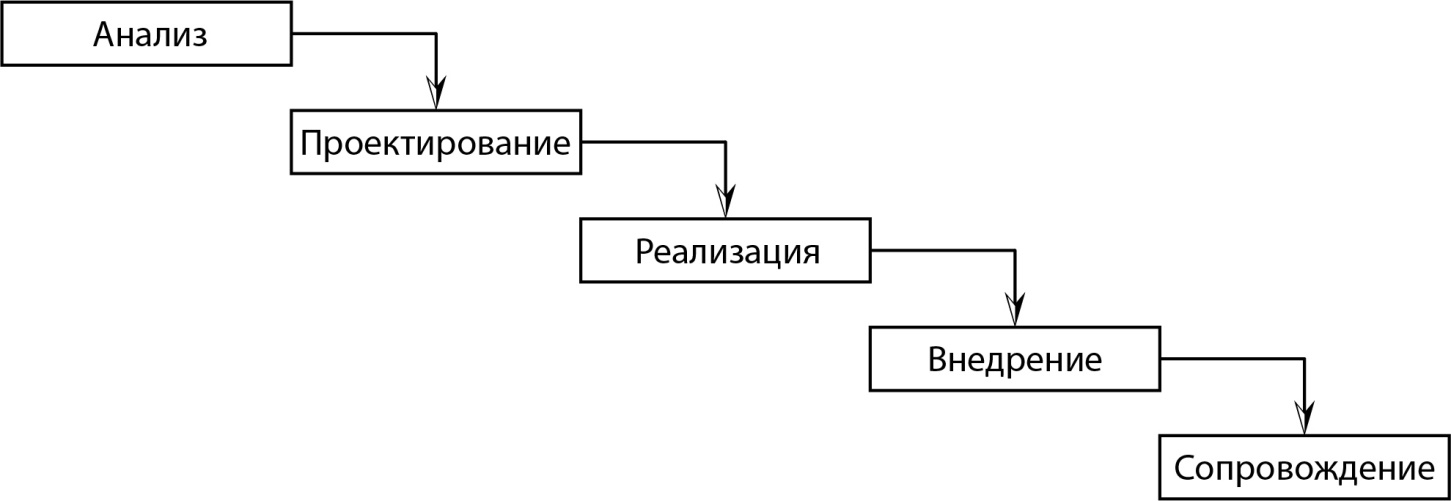 Анализ
Проектирование
Реализация
Внедрение
Сопровождение